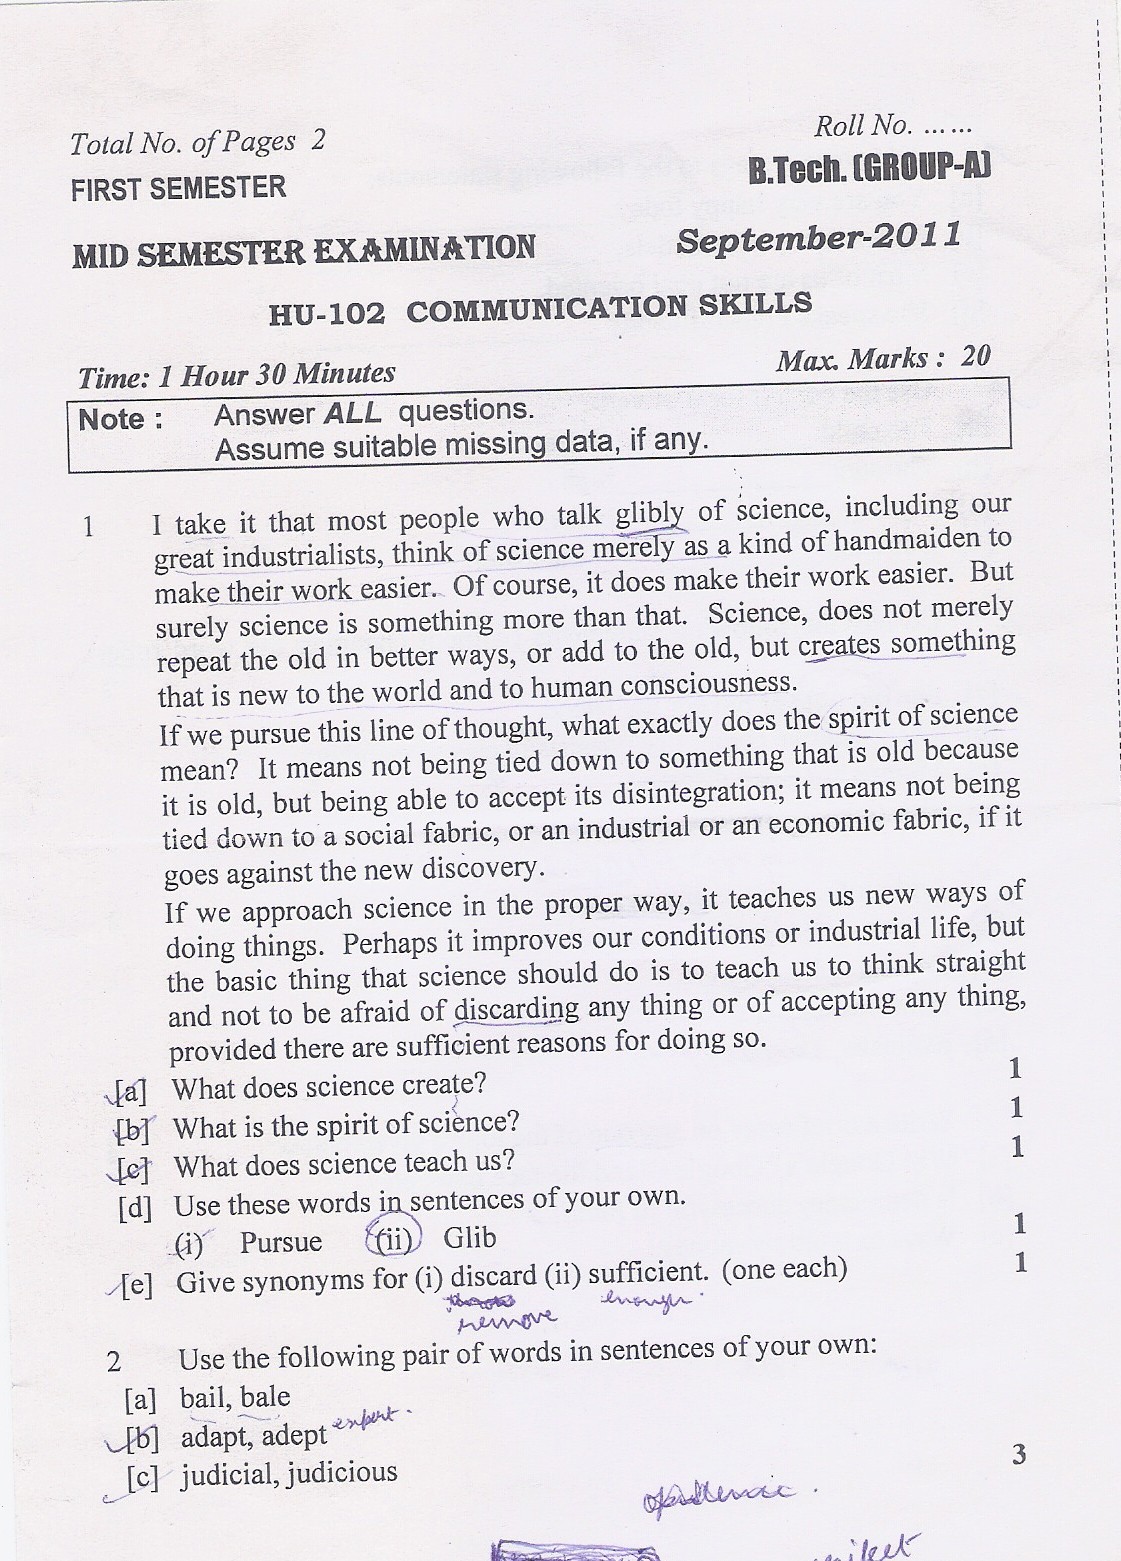 Total No. of Pages 2
Roll No. ......
FIRST SEMESTER
B.Tech. [GROUP-A]
MID SEMESTER EXAMINATION
September-2011
HU-102 COMMUNICATION SKILLS
Time: 1 Hour 30 Minutes
Max. Marks : 20
Note : Answer ALL questions.
Assume suitable missing data, if any.
1 I take it that most people who talk glibly of science, including our
great industrialists, think of science merely as a kind of handmaiden to
make their work easier. Of course, it does make their work easier. But
surely science is something more than that. Science, does not merely
repeat the old in better ways, or add to the old, but creates something
that is new to the world and to human consciousness.
If we pursue this line of thought, what exactly does the spirit of science
mean? It means not being tied down to something that is old because
it is old, but being able to accept its disintegration; it means not being
tied down to a social fabric, or an industrial or an economic fabric, if it
goes against the new discovery.
If we approach science in the proper way, it teaches us new ways of
doing things. Perhaps it improves our conditions or industrial life, but
the basic thing that science should do is to teach us to think straight
and not to be afraid of discarding any thing or of accepting any thing,
provided there are sufficient reasons for doing so.
[a] What does science create? 1
[b] What is the spirit of science? 1
[c] What does science teach us? 1
[d] Use these words in sentences of your own.
(i) Pursue (ii) Glib 1
[e] Give synonyms for (i) discard (ii) sufficient. (one each) 1
enough
remove
2 Use the following pair of words in sentences of your own:
[a] bail, bale
[b] adapt, adept expert
[c] judicial, judicious 3